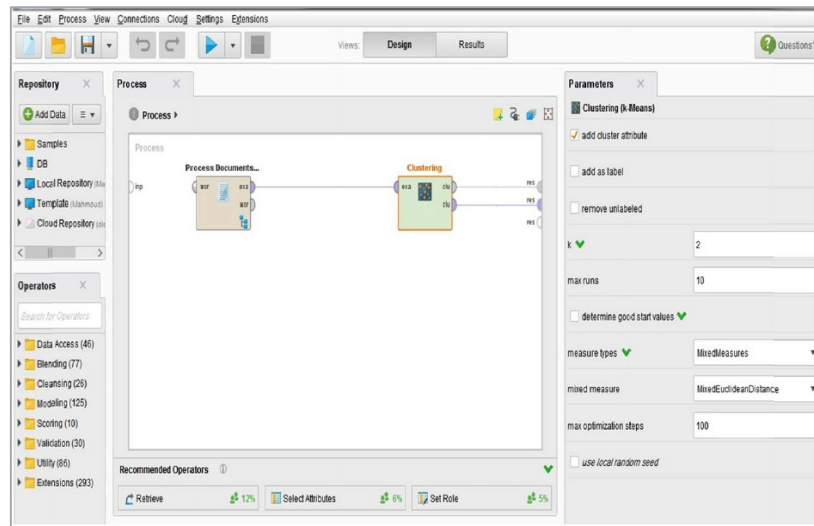 File Edit Process View Connections Cloud Settings Extensions
Views: Design Results
Questions?
Repository
Add Data
Samples
DB
Local Repository
Template (Mahmoud)
Cloud Repository
Operators
Search for Operators
Data Access (46)
Blending (77)
Cleansing (26)
Modeling (125)
Scoring (10)
Validation (30)
Utility (86)
Extensions (293)
Process
Process
Process
Process Documents...
Clustering
inp
wor exa
wor
exa clu
clu
res
res
res
Recommended Operators
Retrieve 12%
Select Attributes 6%
Set Role 5%
Parameters
Clustering (k-Means)
add cluster attribute
add as label
remove unlabeled
k 2
max runs 10
determine good start values
measure types MixedMeasures
mixed measure MixedEuclideanDistance
max optimization steps 100
use local random seed